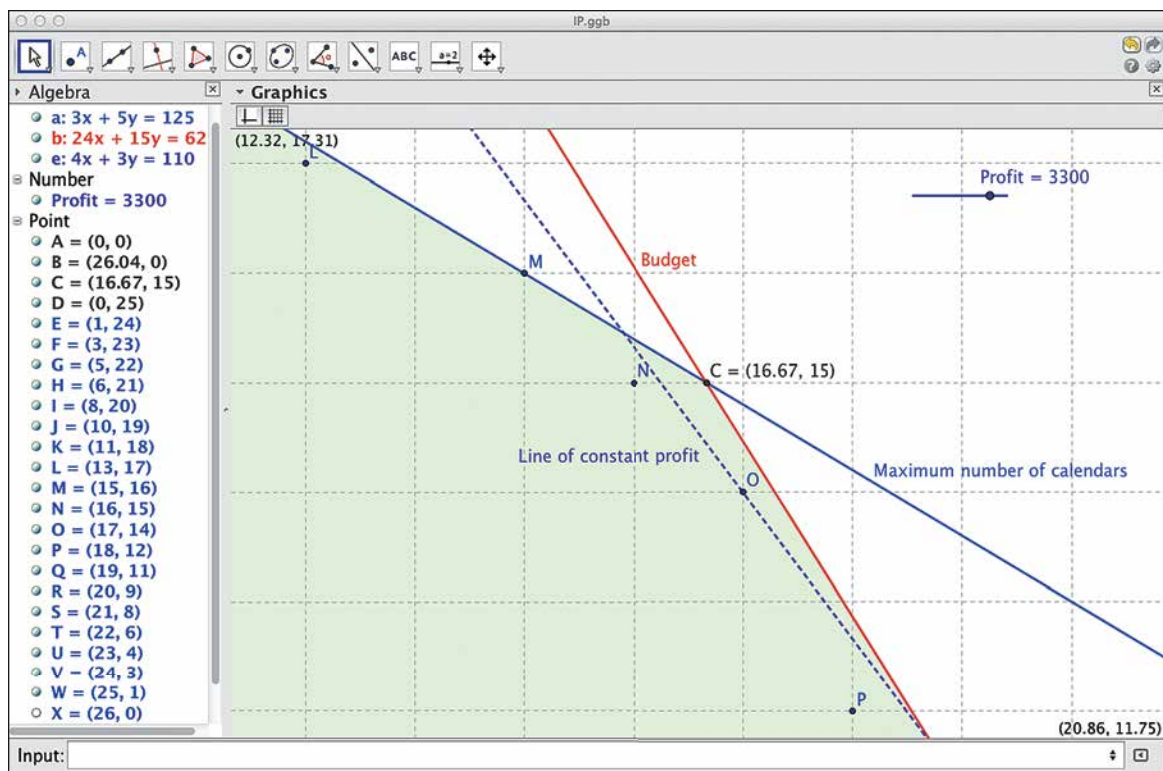 IP.ggb
A
ABC
a=2
Algebra
a: 3x + 5y = 125
b: 24x + 15y = 62
e: 4x + 3y = 110
Number
Profit = 3300
Point
A = (0, 0)
B = (26.04, 0)
C = (16.67, 15)
D = (0, 25)
E = (1, 24)
F = (3, 23)
G = (5, 22)
H = (6, 21)
I = (8, 20)
J = (10, 19)
K = (11, 18)
L = (13, 17)
M = (15, 16)
N = (16, 15)
O = (17, 14)
P = (18, 12)
Q = (19, 11)
R = (20, 9)
S = (21, 8)
T = (22, 6)
U = (23, 4)
V = (24, 3)
W = (25, 1)
X = (26, 0)
Graphics
(12.32, 17.31)
L
Profit = 3300
M
Budget
N
C = (16.67, 15)
Line of constant profit
Maximum number of calendars
O
P
(20.86, 11.75)
Input: